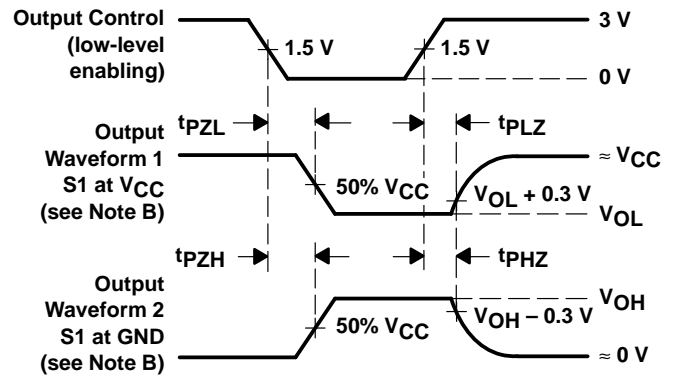 Output Control
(low-level
enabling)
1.5 V
1.5 V
3 V
0 V
tPZL
tPLZ
Output
Waveform 1
S1 at VCC
(see Note B)
50% VCC
≈ VCC
VOL + 0.3 V
VOL
tPZH
tPHZ
Output
Waveform 2
S1 at GND
(see Note B)
50% VCC
VOH
VOH − 0.3 V
≈ 0 V